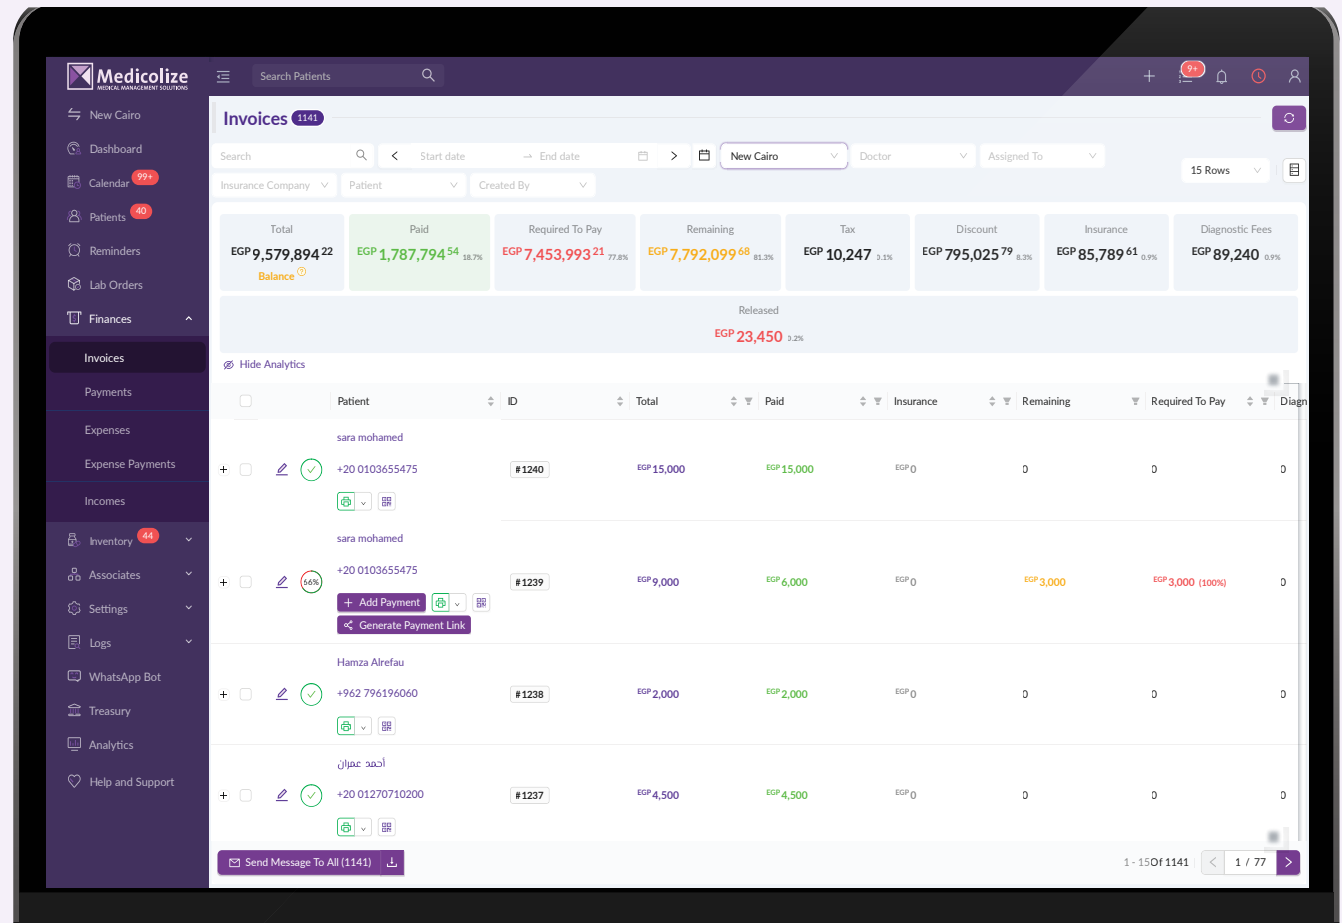 Medicolize
MEDICAL MANAGEMENT SOLUTIONS
Search Patients
9+
New Cairo
Dashboard
Calendar 99+
Patients 40
Reminders
Lab Orders
Finances
Invoices
Payments
Expenses
Expense Payments
Incomes
Inventory 44
Associates
Settings
Logs
WhatsApp Bot
Treasury
Analytics
Help and Support
Invoices 1141
Search
Start date → End date
New Cairo
Doctor
Assigned To
Insurance Company
Patient
Created By
15 Rows
Total
EGP 9,579,894 22
Balance
Paid
EGP 1,787,794 54 18.7%
Required To Pay
EGP 7,453,993 21 77.8%
Remaining
EGP 7,792,099 68 81.3%
Tax
EGP 10,247 0.1%
Discount
EGP 795,025 79 8.3%
Insurance
EGP 85,789 61 0.9%
Diagnostic Fees
EGP 89,240 0.9%
Released
EGP 23,450 0.2%
Hide Analytics
Patient ID Total Paid Insurance Remaining Required To Pay Diagn
sara mohamed
+20 0103655475 #1240 EGP 15,000 EGP 15,000 EGP 0 0 0 0
sara mohamed
+20 0103655475
66% #1239 EGP 9,000 EGP 6,000 EGP 0 EGP 3,000 EGP 3,000 (100%) 0
+ Add Payment
Generate Payment Link
Hamza Alrefau
+962 796196060 #1238 EGP 2,000 EGP 2,000 EGP 0 0 0 0
أحمد عمران
+20 01270710200 #1237 EGP 4,500 EGP 4,500 EGP 0 0 0 0
Send Message To All (1141)
1 - 15 Of 1141
1 / 77